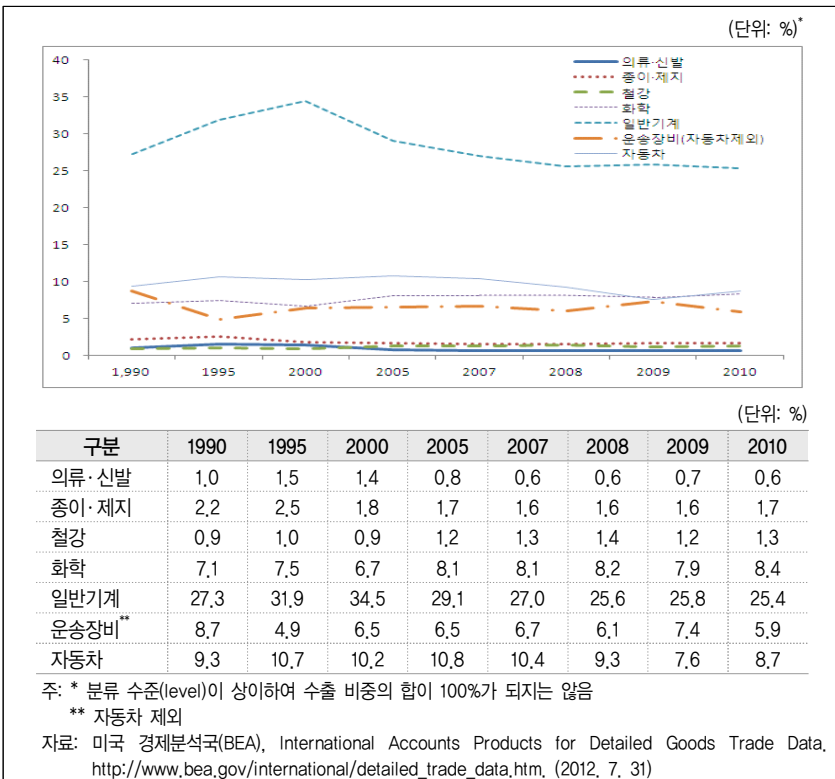 (단위: %)*
40
35
30
25
20
15
10
5
0
의류·신발
종이·제지
철강
화학
일반기계
운송장비(자동차제외)
자동차
1,990 1995 2000 2005 2007 2008 2009 2010
(단위: %)
구분 1990 1995 2000 2005 2007 2008 2009 2010
의류·신발 1.0 1.5 1.4 0.8 0.6 0.6 0.7 0.6
종이·제지 2.2 2.5 1.8 1.7 1.6 1.6 1.6 1.7
철강 0.9 1.0 0.9 1.2 1.3 1.4 1.2 1.3
화학 7.1 7.5 6.7 8.1 8.1 8.2 7.9 8.4
일반기계 27.3 31.9 34.5 29.1 27.0 25.6 25.8 25.4
운송장비** 8.7 4.9 6.5 6.5 6.7 6.1 7.4 5.9
자동차 9.3 10.7 10.2 10.8 10.4 9.3 7.6 8.7
주: * 분류 수준(level)이 상이하여 수출 비중의 합이 100%가 되지는 않음
** 자동차 제외
자료: 미국 경제분석국(BEA), International Accounts Products for Detailed Goods Trade Data.
http://www.bea.gov/international/detailed_trade_data.htm. (2012. 7. 31)